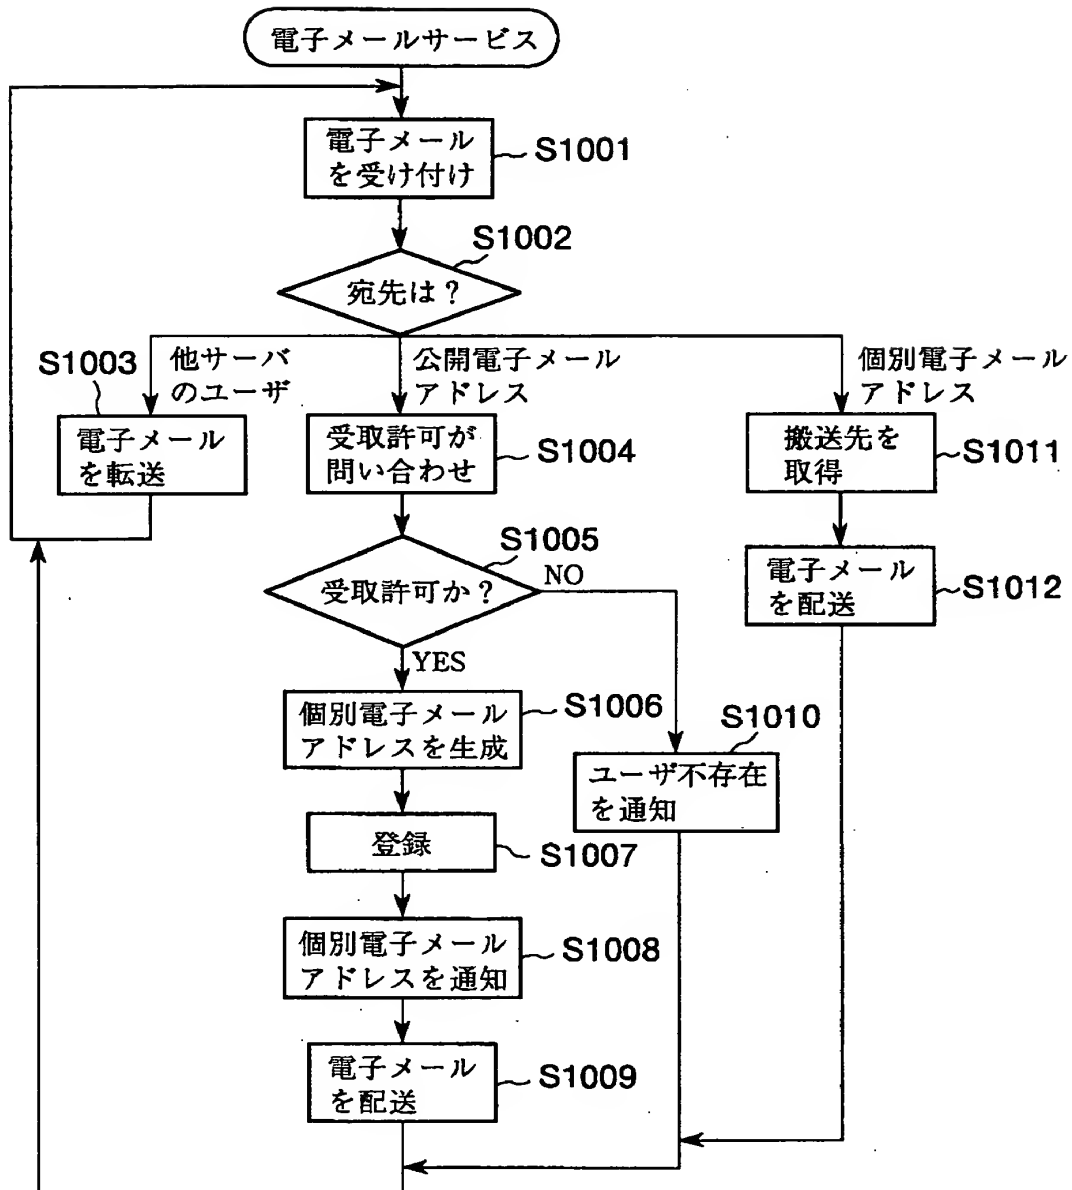 電子メールサービス
電子メール
を受け付け
S1001
S1002
宛先は？
S1003
他サーバ
のユーザ
公開電子メール
アドレス
個別電子メール
アドレス
電子メール
を転送
受取許可が
問い合わせ
S1004
搬送先を
取得
S1011
S1005
受取許可か？
NO
YES
電子メール
を配送
S1012
個別電子メール
アドレスを生成
S1006
S1010
ユーザ不存在
を通知
登録
S1007
個別電子メール
アドレスを通知
S1008
電子メール
を配送
S1009